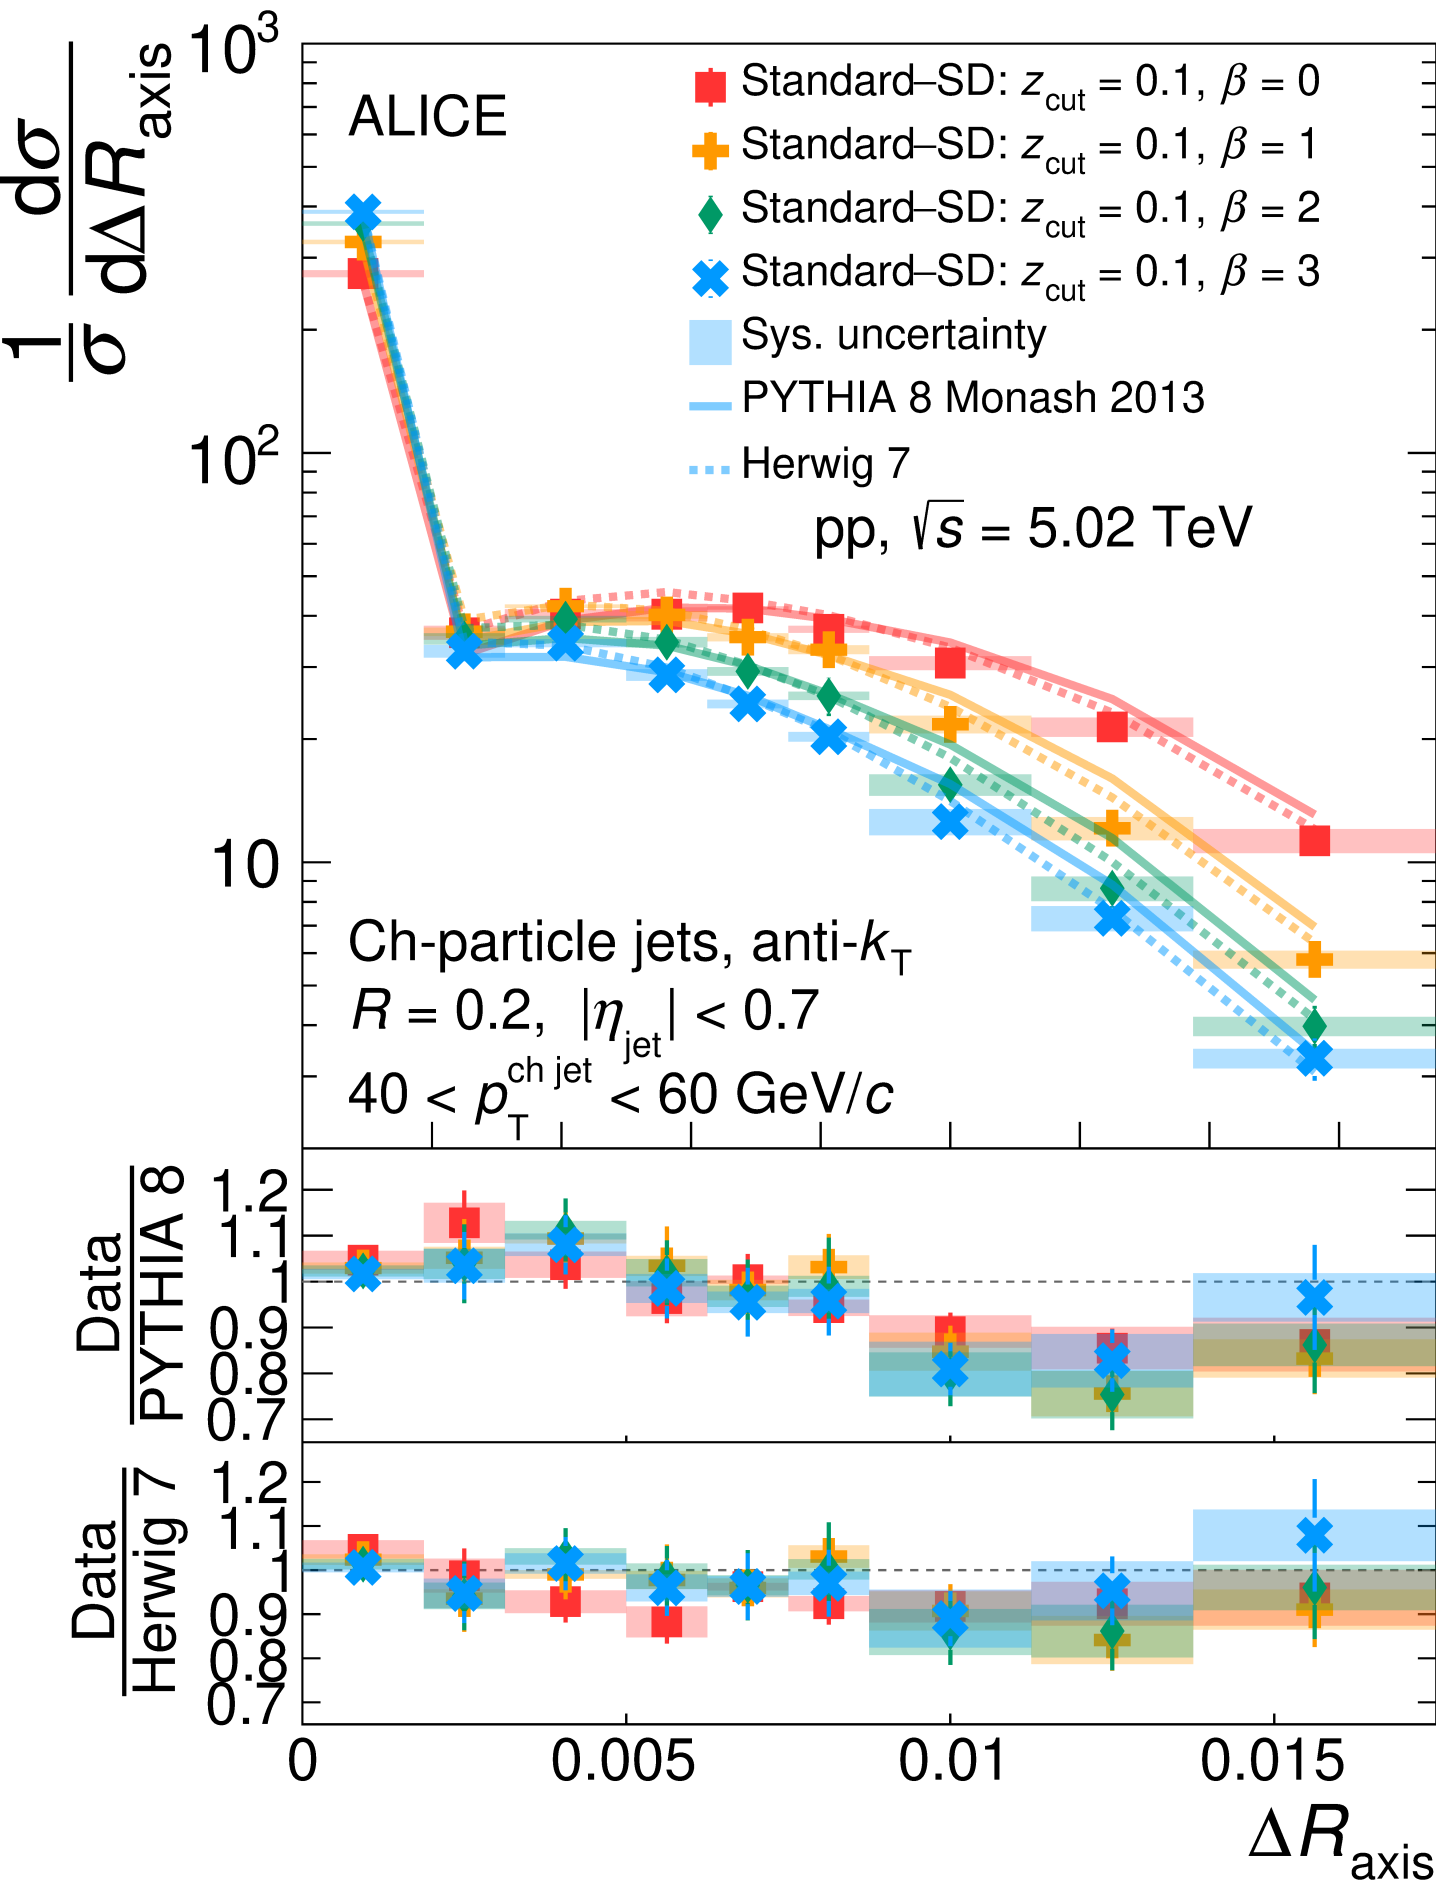 1/σ dσ/dΔR_axis
10³
10²
10
ALICE
Standard–SD: z_cut = 0.1, β = 0
Standard–SD: z_cut = 0.1, β = 1
Standard–SD: z_cut = 0.1, β = 2
Standard–SD: z_cut = 0.1, β = 3
Sys. uncertainty
PYTHIA 8 Monash 2013
Herwig 7
pp, √s = 5.02 TeV
Ch-particle jets, anti-k_T
R = 0.2, |η_jet| < 0.7
40 < p_T^ch jet < 60 GeV/c
Data
PYTHIA 8
1.2
1.1
1
0.9
0.8
0.7
Data
Herwig 7
1.2
1.1
1
0.9
0.8
0.7
0 0.005 0.01 0.015
ΔR_axis